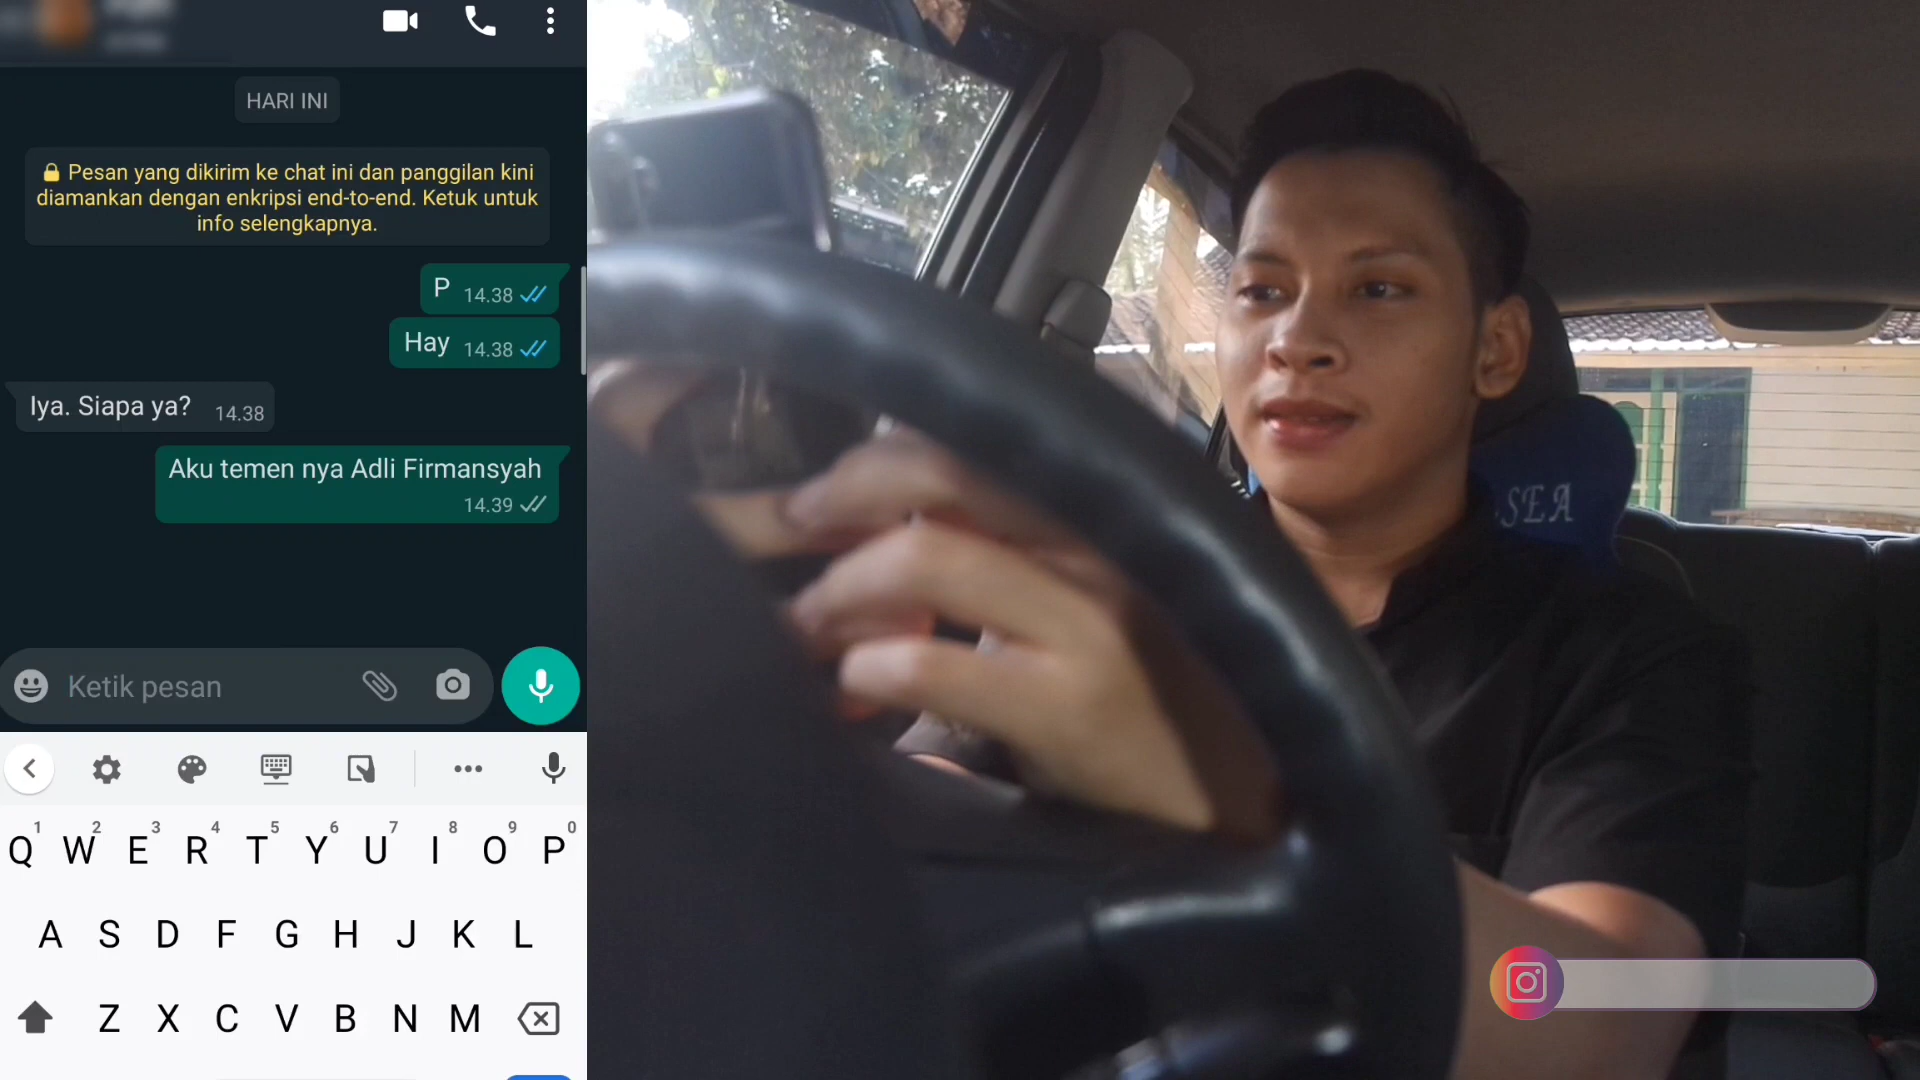 HARI INI
Pesan yang dikirim ke chat ini dan panggilan kini
diamankan dengan enkripsi end-to-end. Ketuk untuk
info selengkapnya.
P 14.38
Hay 14.38
Iya. Siapa ya? 14.38
Aku temen nya Adli Firmansyah
14.39
Ketik pesan
1 2 3 4 5 6 7 8 9 0
Q W E R T Y U I O P
A S D F G H J K L
Z X C V B N M
SEA